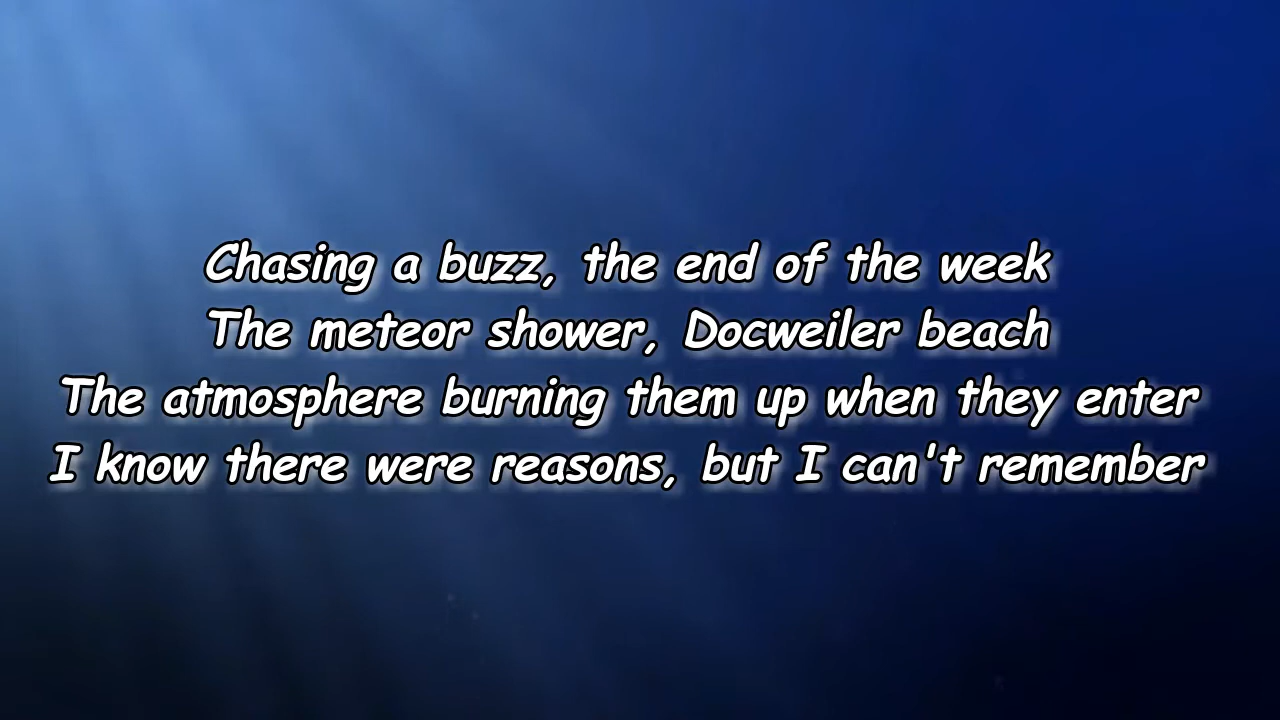 Chasing a buzz, the end of the week
The meteor shower, Docweiler beach
The atmosphere burning them up when they enter
I know there were reasons, but I can't remember